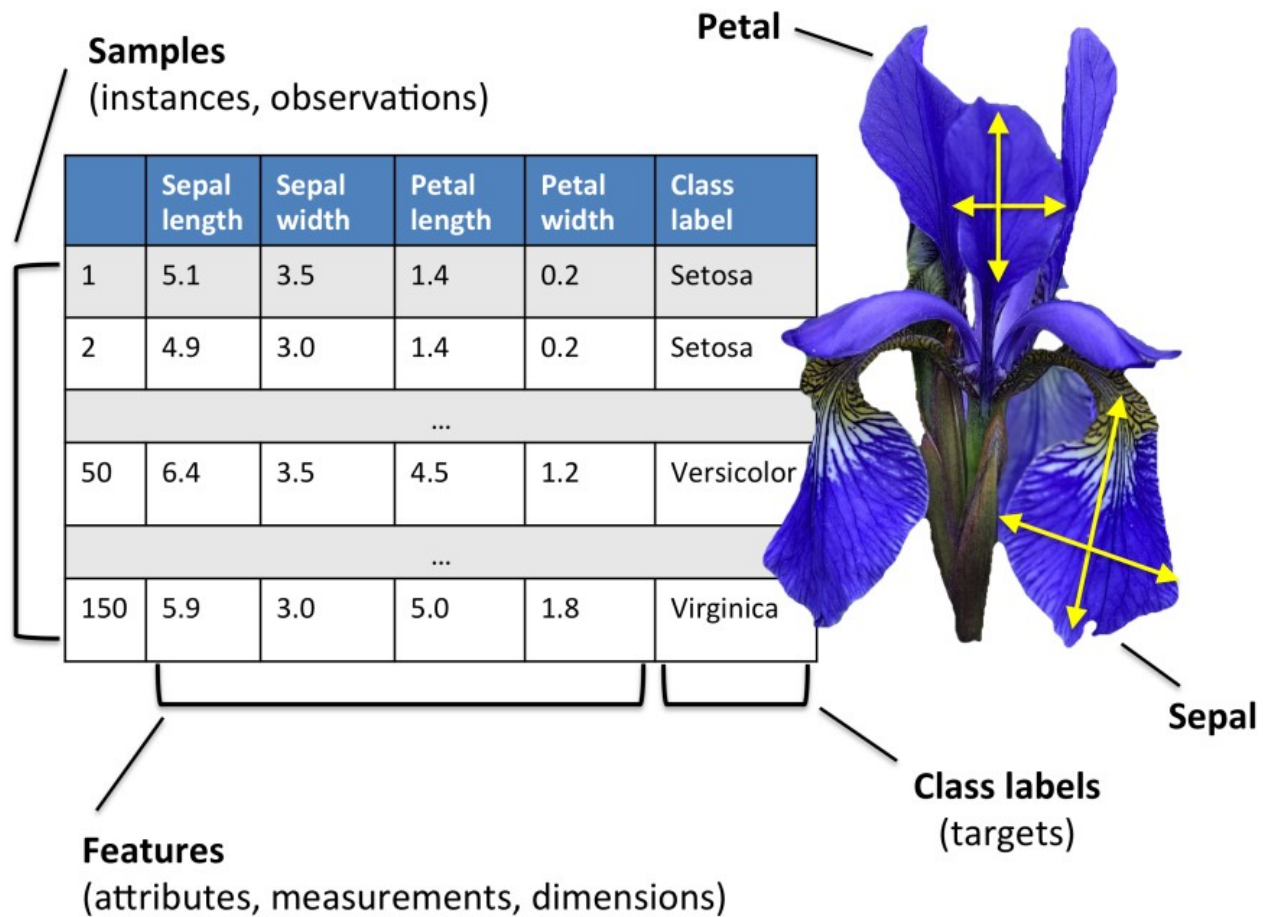 Petal
Samples
(instances, observations)
Sepal length Sepal width Petal length Petal width Class label
1 5.1 3.5 1.4 0.2 Setosa
2 4.9 3.0 1.4 0.2 Setosa
...
50 6.4 3.5 4.5 1.2 Versicolor
...
150 5.9 3.0 5.0 1.8 Virginica
Sepal
Class labels
(targets)
Features
(attributes, measurements, dimensions)